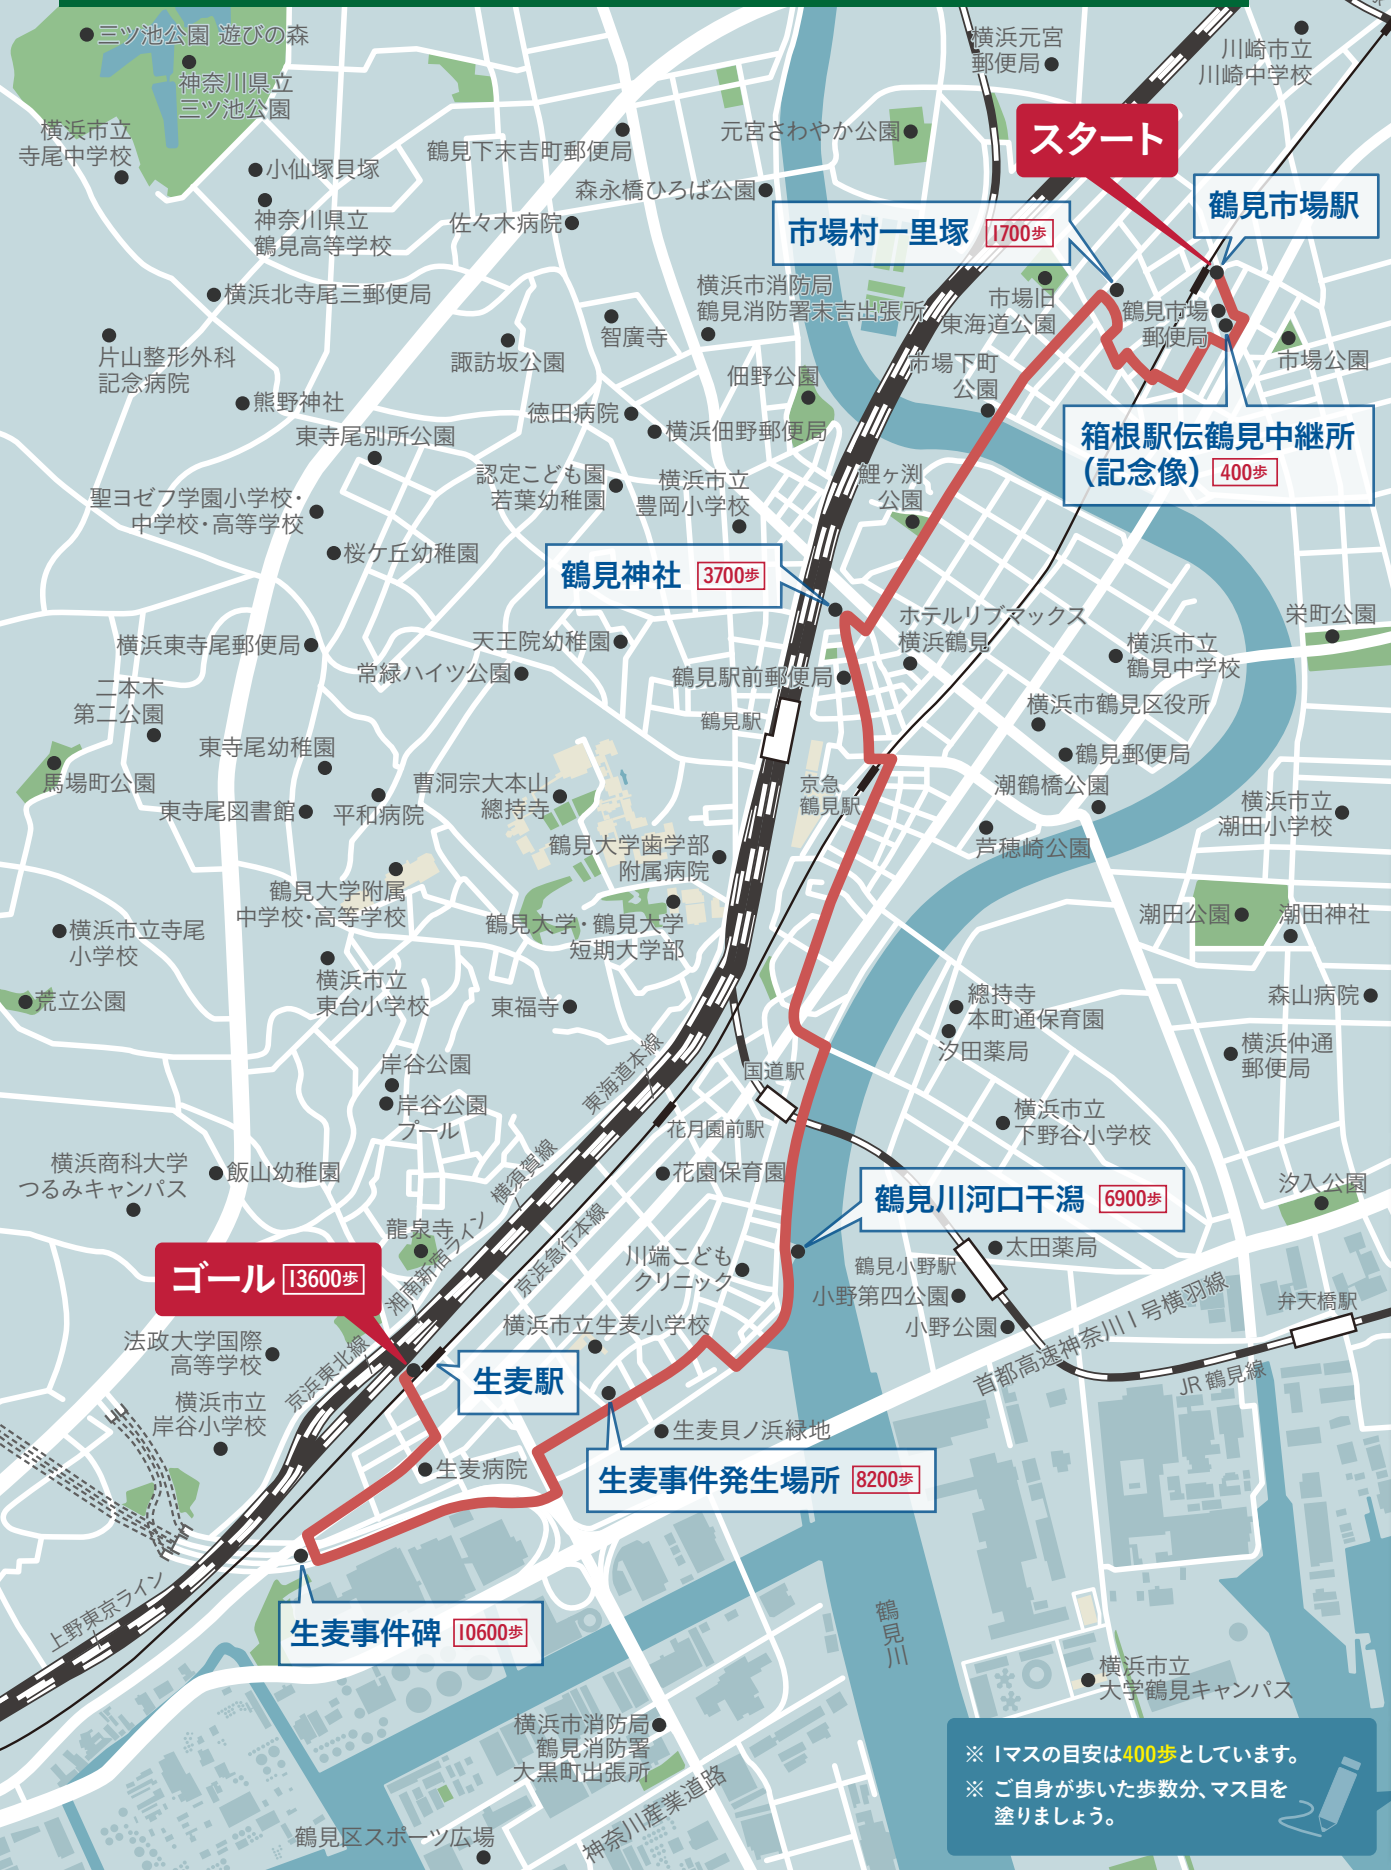 三ツ池公園 遊びの森
神奈川県立
三ツ池公園
横浜元宮
郵便局
川崎市立
川崎中学校
横浜市立
寺尾中学校
小仙塚貝塚
鶴見下末吉町郵便局
元宮さわやか公園
スタート
神奈川県立
鶴見高等学校
佐々木病院
森永橋ひろば公園
市場村一里塚 1700歩
鶴見市場駅
横浜北寺尾三郵便局
横浜市消防局
鶴見消防署末吉出張所
市場旧
東海道公園
鶴見市場
郵便局
市場公園
片山整形外科
記念病院
諏訪坂公園
智廣寺
佃野公園
市場下町
公園
熊野神社
東寺尾別所公園
徳田病院
横浜佃野郵便局
箱根駅伝鶴見中継所
(記念像) 400歩
聖ヨゼフ学園小学校・
中学校・高等学校
認定こども園
若葉幼稚園
横浜市立
豊岡小学校
鯉ヶ渕
公園
桜ケ丘幼稚園
鶴見神社 3700歩
ホテルリブマックス
横浜鶴見
栄町公園
横浜東寺尾郵便局
天王院幼稚園
常緑ハイツ公園
鶴見駅前郵便局
横浜市立
鶴見中学校
二本木
第二公園
鶴見駅
横浜市鶴見区役所
東寺尾幼稚園
鶴見郵便局
馬場町公園
東寺尾図書館
平和病院
曹洞宗大本山
總持寺
京急
鶴見駅
潮鶴橋公園
横浜市立
潮田小学校
鶴見大学歯学部
附属病院
芦穂崎公園
鶴見大学附属
中学校・高等学校
鶴見大学・鶴見大学
短期大学部
潮田公園
潮田神社
横浜市立寺尾
小学校
横浜市立
東台小学校
東福寺
荒立公園
總持寺
本町通保育園
汐田薬局
森山病院
横浜仲通
郵便局
岸谷公園
岸谷公園
プール
東海道本線
国道駅
花月園前駅
横浜市立
下野谷小学校
横浜商科大学
つるみキャンパス
飯山幼稚園
横須賀線
花園保育園
鶴見川河口干潟 6900歩
汐入公園
龍泉寺
湘南新宿ライン
京浜急行本線
川端こども
クリニック
鶴見小野駅
太田薬局
ゴール 13600歩
小野第四公園
小野公園
首都高速神奈川1号横羽線
弁天橋駅
法政大学国際
高等学校
京浜東北線
横浜市立生麦小学校
生麦駅
JR 鶴見線
横浜市立
岸谷小学校
生麦貝ノ浜緑地
生麦病院
生麦事件発生場所 8200歩
上野東京ライン
生麦事件碑 10600歩
鶴見川
横浜市立
大学鶴見キャンパス
横浜市消防局
鶴見消防署
大黒町出張所
神奈川産業道路
鶴見区スポーツ広場
※ 1マスの目安は400歩としています。
※ ご自身が歩いた歩数分、マス目を
塗りましょう。